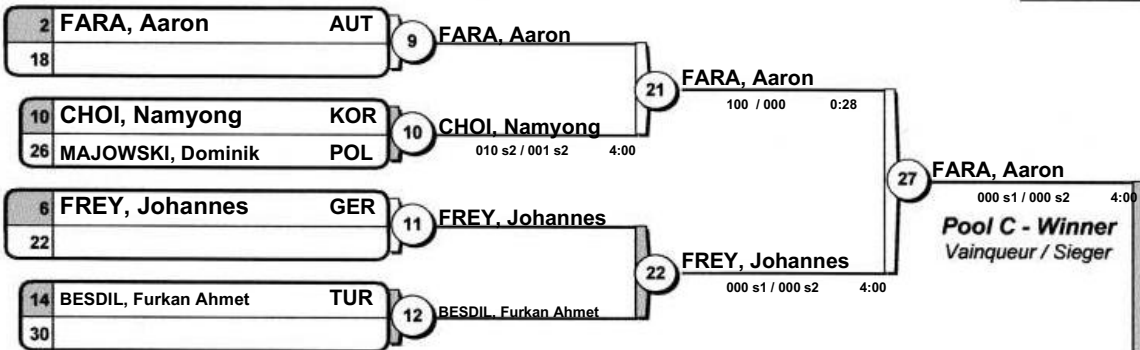 2 FARA, Aaron AUT
18
9 FARA, Aaron
21 FARA, Aaron
100 / 000 0:28
10 CHOI, Namyong KOR
26 MAJOWSKI, Dominik POL
10 CHOI, Namyong
010 s2 / 001 s2 4:00
27 FARA, Aaron
000 s1 / 000 s2 4:00
Pool C - Winner
Vainqueur / Sieger
6 FREY, Johannes GER
22
11 FREY, Johannes
22 FREY, Johannes
000 s1 / 000 s2 4:00
14 BESDIL, Furkan Ahmet TUR
30
12 BESDIL, Furkan Ahmet